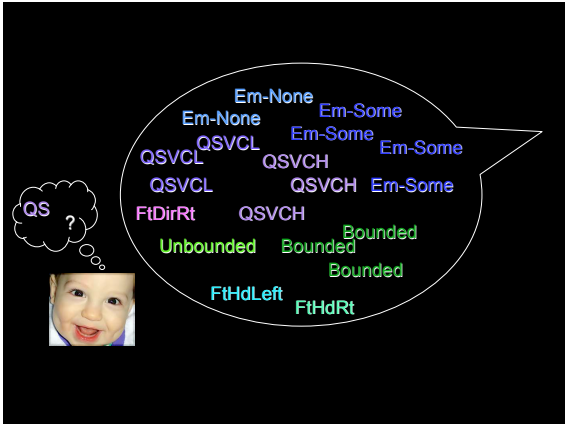 Em-None
Em-None
Em-Some
Em-Some
QSVCL
Em-Some
QSVCL
QSVCH
QSVCL
QSVCH
Em-Some
QS
?
FtDirRt
QSVCH
Bounded
Unbounded
Bounded
Bounded
FtHdLeft
FtHdRt